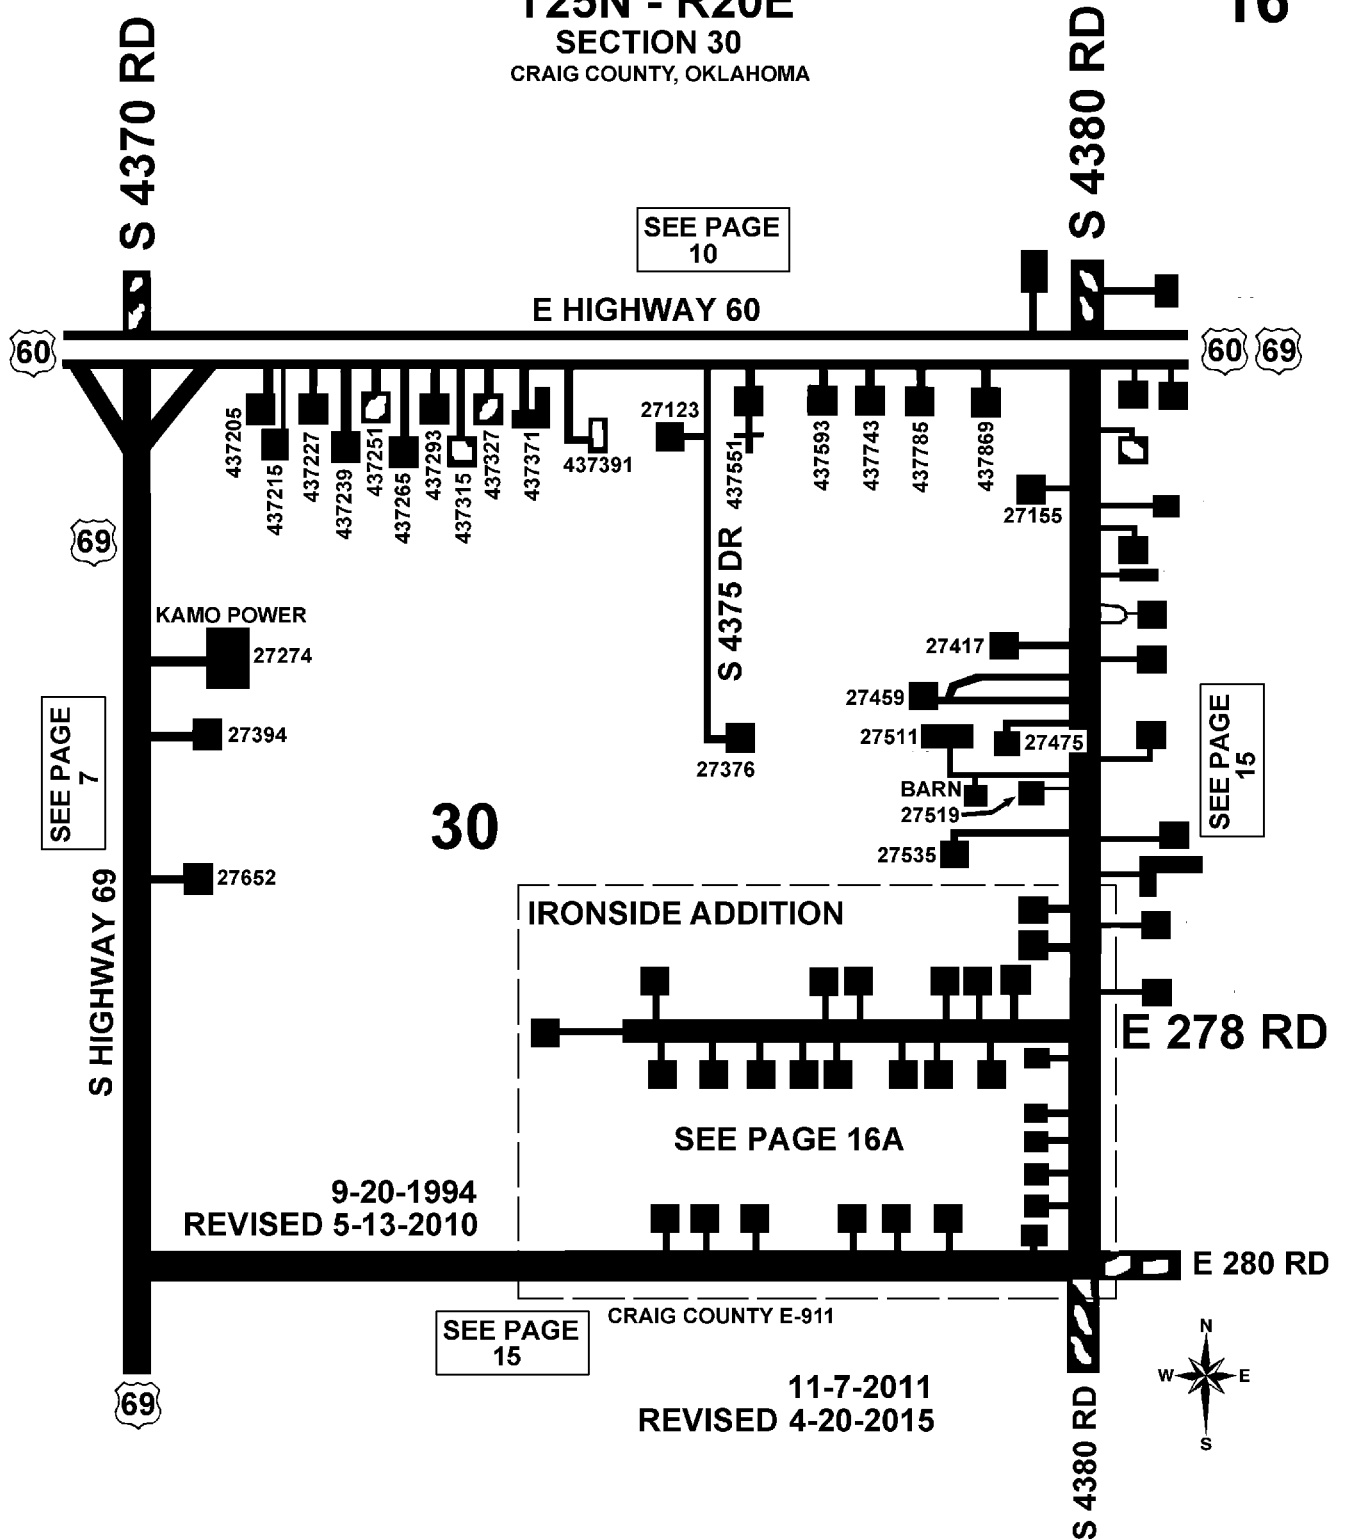 T25N - R20E
16
SECTION 30
CRAIG COUNTY, OKLAHOMA
S 4370 RD
S 4380 RD
SEE PAGE
10
E HIGHWAY 60
60
60
69
437205
437215
437227
437239
437251
437265
437293
437315
437327
437371
437391
27123
437551
437593
437743
437785
437869
27155
69
S 4375 DR
KAMO POWER
27274
27417
27459
SEE PAGE
7
27394
27511
27475
SEE PAGE
15
27376
BARN
27519
30
27535
27652
S HIGHWAY 69
IRONSIDE ADDITION
E 278 RD
SEE PAGE 16A
9-20-1994
REVISED 5-13-2010
E 280 RD
CRAIG COUNTY E-911
SEE PAGE
15
N
W
E
S
11-7-2011
REVISED 4-20-2015
69
S 4380 RD